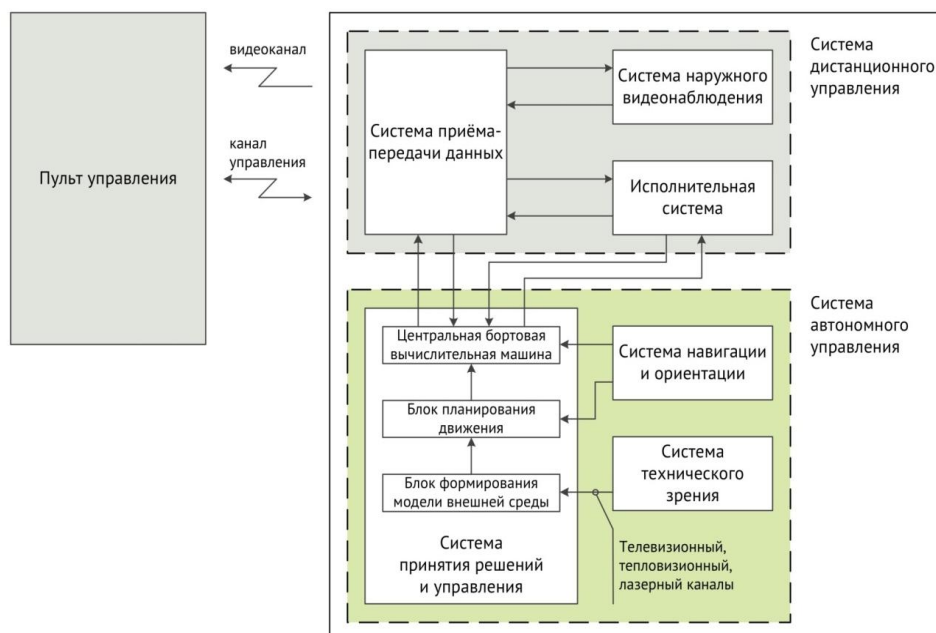 Пульт управления
видеоканал
канал
управления
Система
дистанционного
управления
Система приёма-
передачи данных
Система наружного
видеонаблюдения
Исполнительная
система
Система
автономного
управления
Центральная бортовая
вычислительная машина
Блок планирования
движения
Блок формирования
модели внешней среды
Система
принятия решений
и управления
Система навигации
и ориентации
Система
технического
зрения
Телевизионный,
тепловизионный,
лазерный каналы